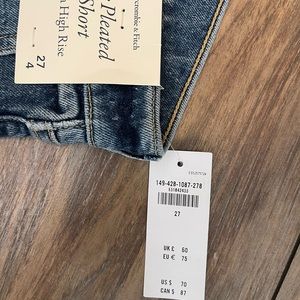 ercrombie & Fitch
Pleated
Short
High Rise
27
4
149-428-1087-278
27
UK £ 60
EU € 75
US $ 70
CAN $ 87